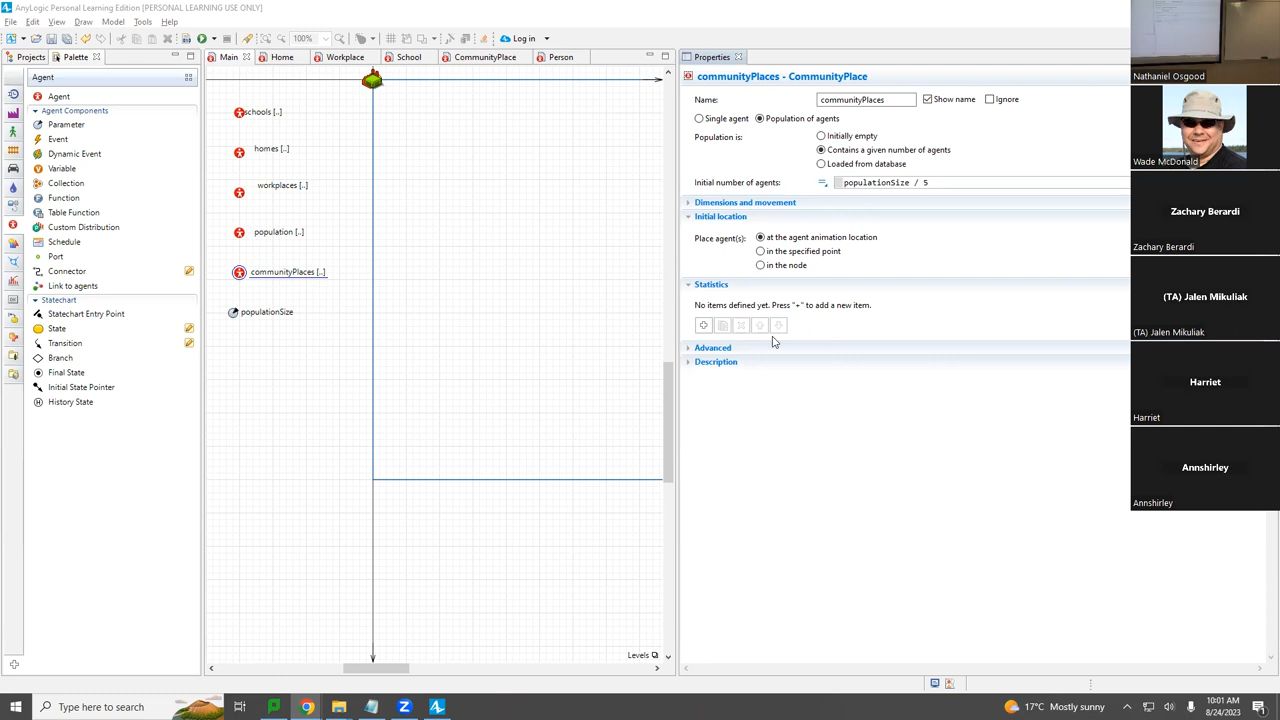 AnyLogic Personal Learning Edition [PERSONAL LEARNING USE ONLY]
File Edit View Draw Model Tools Help
100% Log in
Projects Palette
Main Home Workplace School CommunityPlace Person
Properties
Agent
Agent
Agent Components
Parameter
Event
Dynamic Event
Variable
Collection
Function
Table Function
Custom Distribution
Schedule
Port
Connector
Link to agents
Statechart
Statechart Entry Point
State
Transition
Branch
Final State
Initial State Pointer
History State
schools [..]
homes [..]
workplaces [..]
population [..]
communityPlaces [..]
populationSize
Levels
communityPlaces - CommunityPlace
Name: communityPlaces Show name Ignore
Single agent Population of agents
Population is: Initially empty
Contains a given number of agents
Loaded from database
Initial number of agents: populationSize / 5
Dimensions and movement
Initial location
Place agent(s): at the agent animation location
in the specified point
in the node
Statistics
No items defined yet. Press "+" to add a new item.
Advanced
Description
Nathaniel Osgood
Wade McDonald
Zachary Berardi
Zachary Berardi
(TA) Jalen Mikuliak
(TA) Jalen Mikuliak
Harriet
Harriet
Annshirley
Annshirley
Type here to search
17°C Mostly sunny
10:01 AM
8/24/2023
1